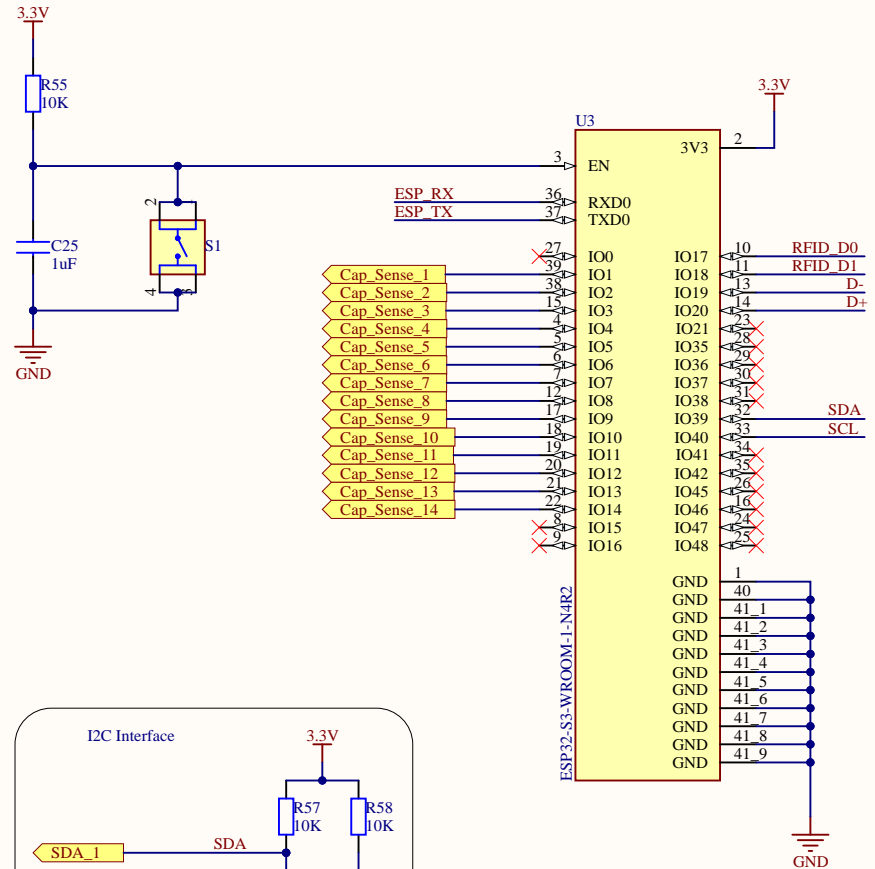 3.3V
R55
10K
C25
1uF
GND
2
S1
4
3.3V
U3
3 EN
3V3 2
ESP_RX 36 RXD0
ESP_TX 37 TXD0
27 IO0 IO17 10 RFID_D0
Cap_Sense_1 39 IO1 IO18 11 RFID_D1
Cap_Sense_2 38 IO2 IO19 13 D-
Cap_Sense_3 15 IO3 IO20 14 D+
Cap_Sense_4 4 IO4 IO21 23
Cap_Sense_5 5 IO5 IO35 28
Cap_Sense_6 6 IO6 IO36 29
Cap_Sense_7 7 IO7 IO37 30
Cap_Sense_8 12 IO8 IO38 31
Cap_Sense_9 17 IO9 IO39 32 SDA
Cap_Sense_10 18 IO10 IO40 33 SCL
Cap_Sense_11 19 IO11 IO41 34
Cap_Sense_12 20 IO12 IO42 35
Cap_Sense_13 21 IO13 IO45 26
Cap_Sense_14 22 IO14 IO46 16
8 IO15 IO47 24
9 IO16 IO48 25
GND 1
GND 40
GND 41_1
GND 41_2
GND 41_3
GND 41_4
GND 41_5
GND 41_6
GND 41_7
GND 41_8
GND 41_9
ESP32-S3-WROOM-1-N4R2
GND
I2C Interface
3.3V
R57
10K
R58
10K
SDA_1 SDA